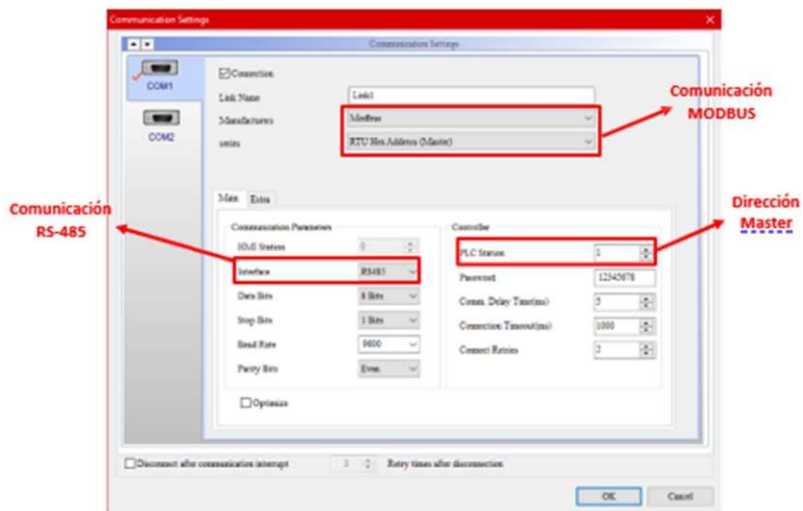 Communication Settings
Communication Settings
COM1
COM2
Connection
Link Name
Link1
Manufacturers
Modbus
series
RTU Hex Address (Master)
Comunicación
MODBUS
Main
Extra
Communication Parameters
HMI Station
0
Interface
RS485
Data Bits
8 Bits
Stop Bits
1 Bits
Baud Rate
9600
Parity Bits
Even
Optimize
Controller
PLC Station
1
Password
12345678
Comm. Delay Time(ms)
5
Connection Timeout(ms)
1000
Connect Retries
2
Comunicación
RS-485
Dirección
Master
Disconnect after communication interrupt
3
Retry times after disconnection
OK
Cancel